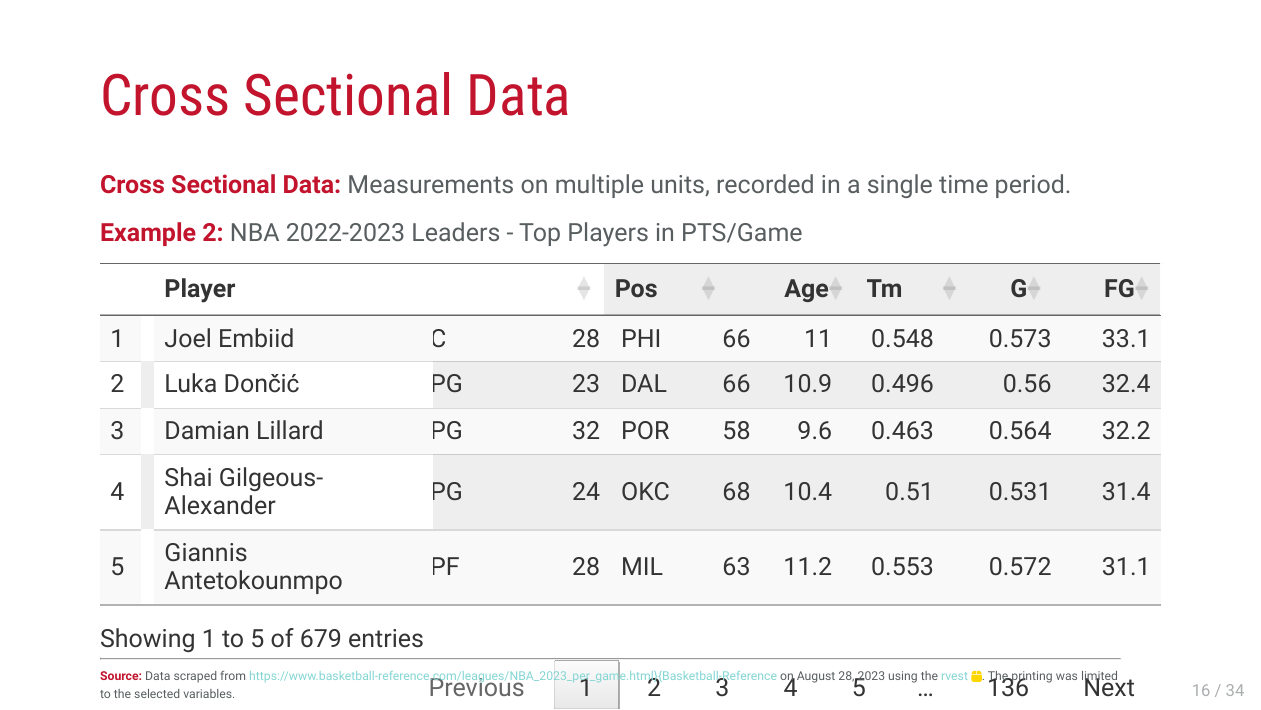 Cross Sectional Data
Cross Sectional Data: Measurements on multiple units, recorded in a single time period.
Example 2: NBA 2022-2023 Leaders - Top Players in PTS/Game
Player Pos Age Tm G FG
1 Joel Embiid C 28 PHI 66 11 0.548 0.573 33.1
2 Luka Dončić PG 23 DAL 66 10.9 0.496 0.56 32.4
3 Damian Lillard PG 32 POR 58 9.6 0.463 0.564 32.2
4 Shai Gilgeous-
Alexander PG 24 OKC 68 10.4 0.51 0.531 31.4
5 Giannis
Antetokounmpo PF 28 MIL 63 11.2 0.553 0.572 31.1
Showing 1 to 5 of 679 entries
Source: Data scraped from https://www.basketball-reference.com/leagues/NBA_2023_per_game.html|(Basketball-Reference on August 28, 2023 using the rvest. The printing was limited
to the selected variables.
Previous 1 2 3 4 5 … 136 Next
16 / 34